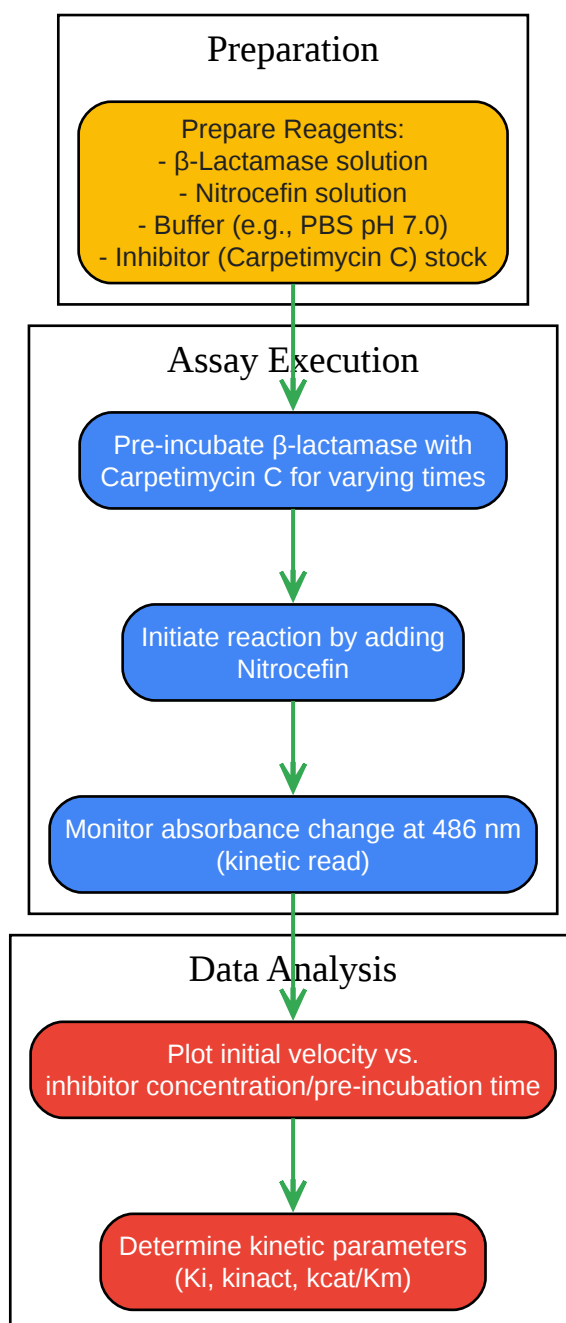 Preparation
Prepare Reagents:
- β-Lactamase solution
- Nitrocefin solution
- Buffer (e.g., PBS pH 7.0)
- Inhibitor (Carpetimycin C) stock
Assay Execution
Pre-incubate β-lactamase with
Carpetimycin C for varying times
Initiate reaction by adding
Nitrocefin
Monitor absorbance change at 486 nm
(kinetic read)
Data Analysis
Plot initial velocity vs.
inhibitor concentration/pre-incubation time
Determine kinetic parameters
(Ki, kinact, kcat/Km)